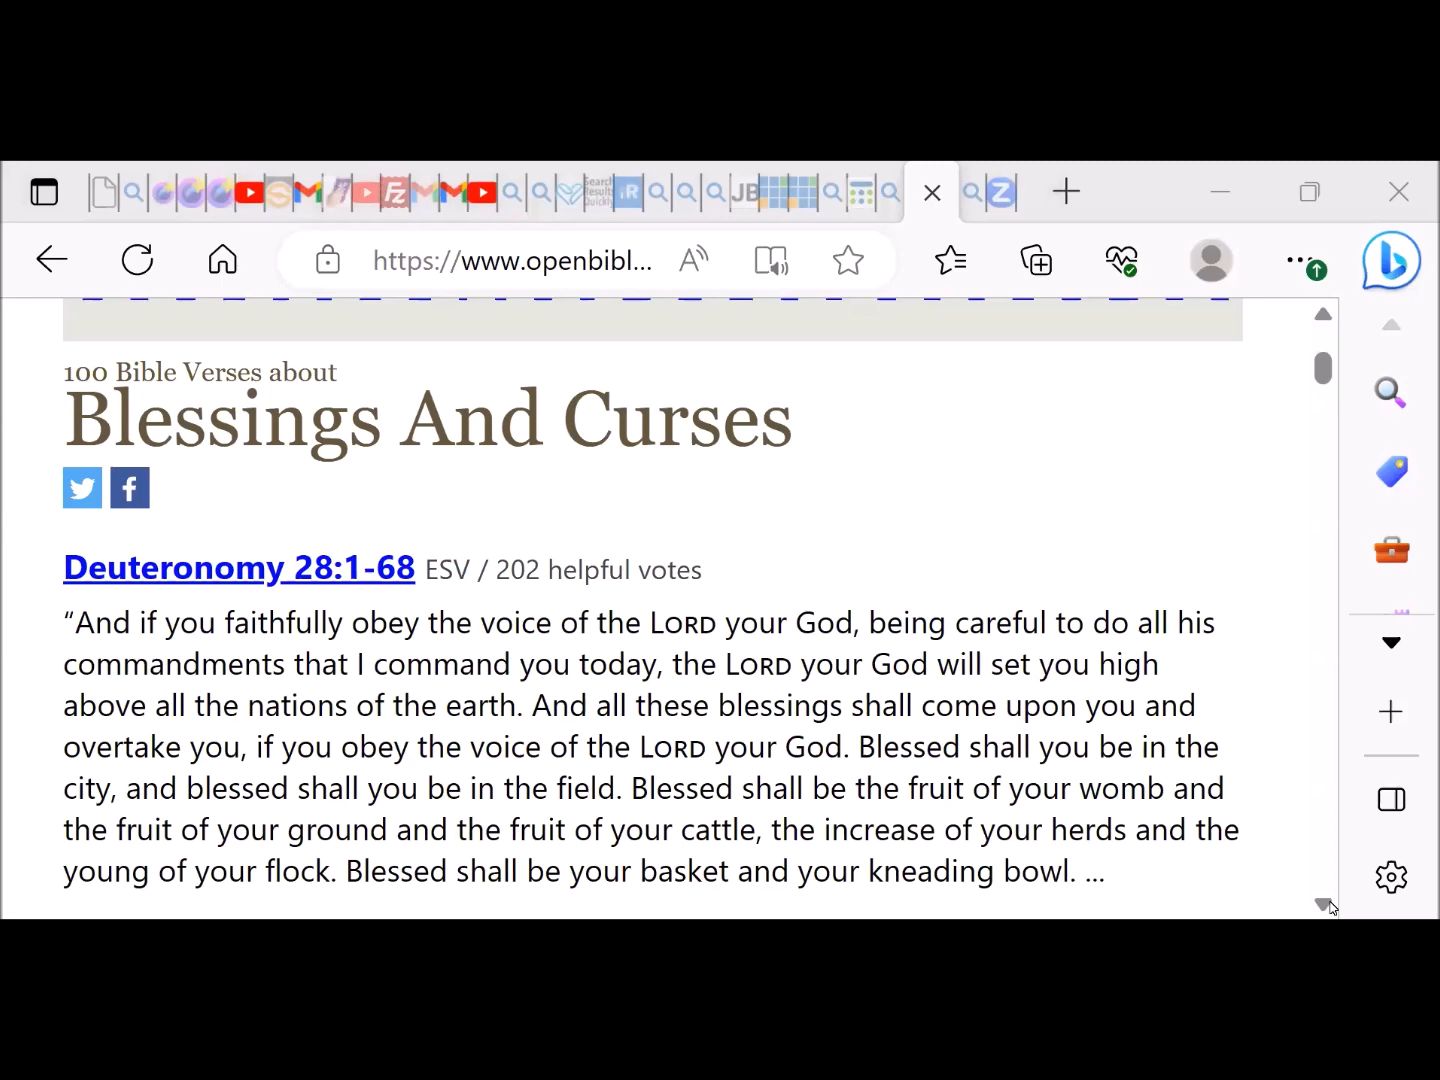 Search
Results
Quickly
iR
JB
Z
https://www.openbibl...
100 Bible Verses about
Blessings And Curses
Deuteronomy 28:1-68 ESV / 202 helpful votes
“And if you faithfully obey the voice of the LORD your God, being careful to do all his
commandments that I command you today, the LORD your God will set you high
above all the nations of the earth. And all these blessings shall come upon you and
overtake you, if you obey the voice of the LORD your God. Blessed shall you be in the
city, and blessed shall you be in the field. Blessed shall be the fruit of your womb and
the fruit of your ground and the fruit of your cattle, the increase of your herds and the
young of your flock. Blessed shall be your basket and your kneading bowl. ...